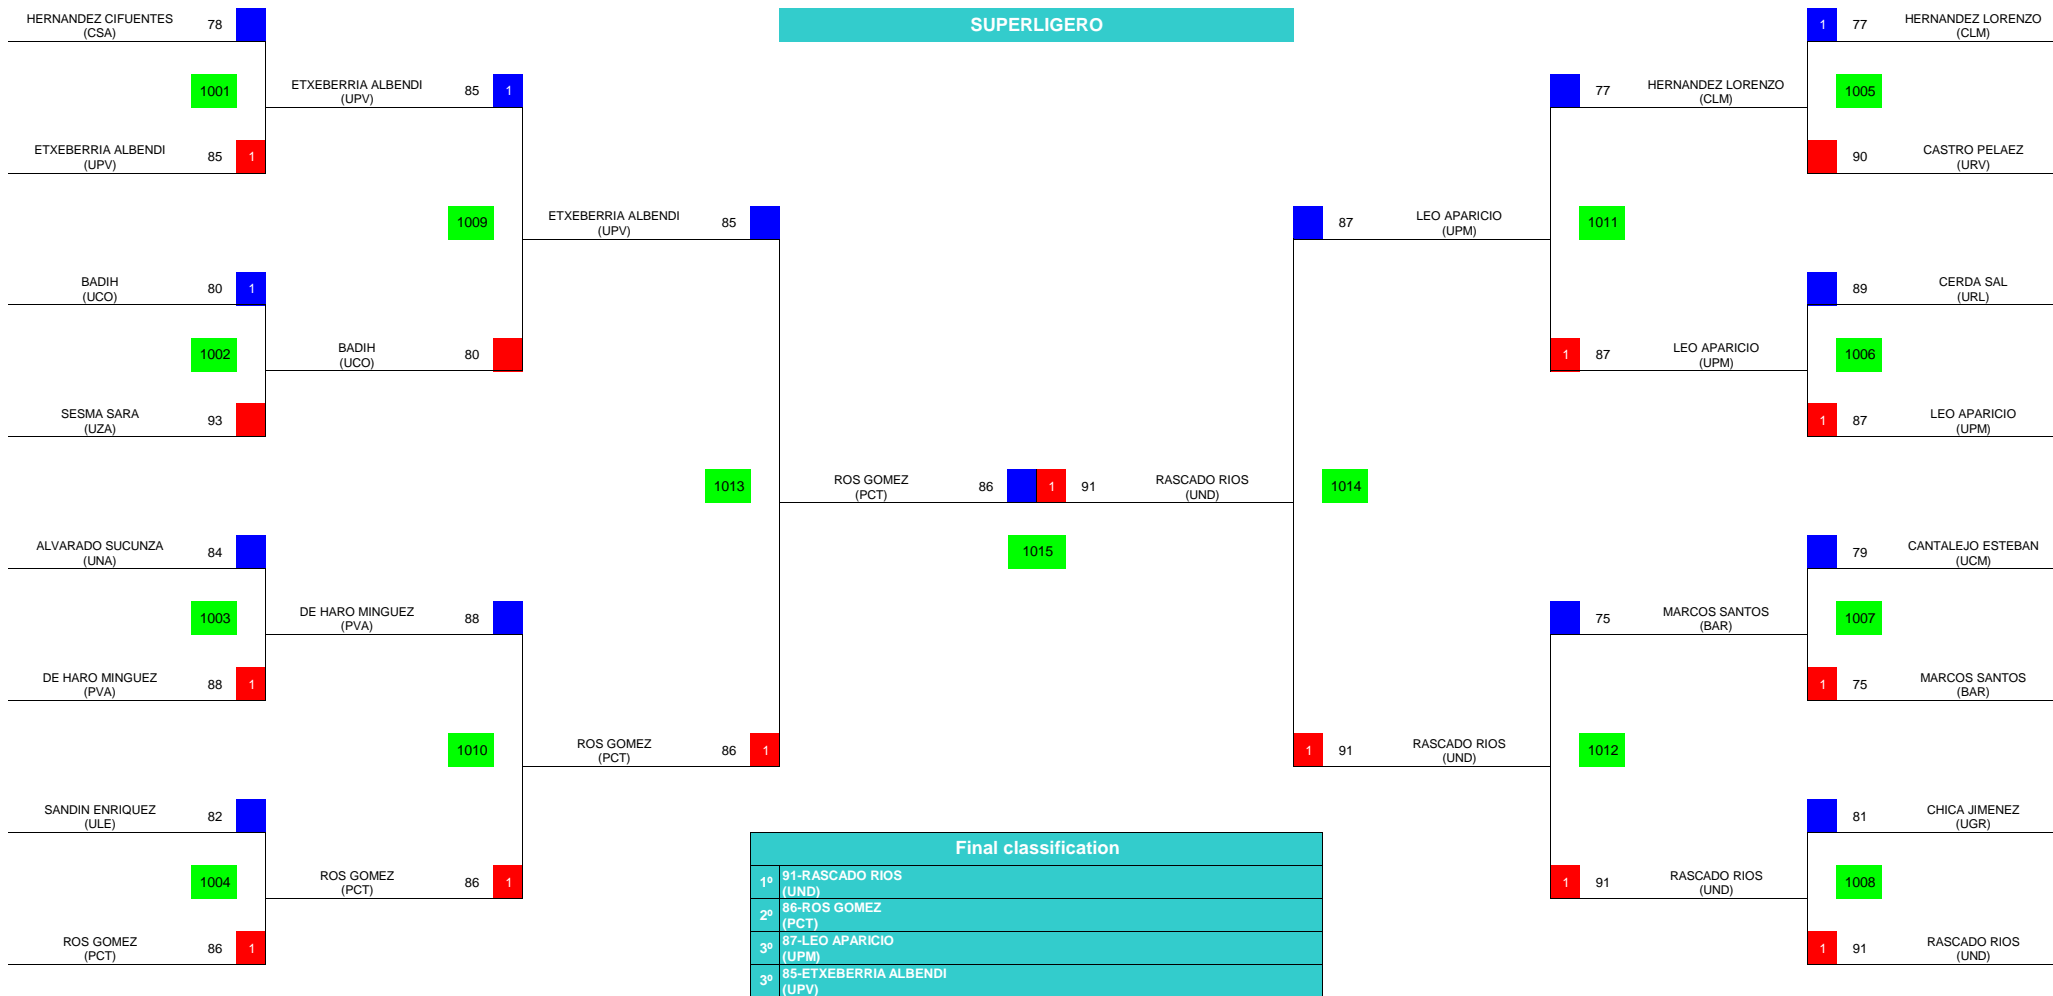 SUPERLIGERO
HERNANDEZ CIFUENTES
(CSA)
78
1001
ETXEBERRIA ALBENDI
(UPV)
85 1
ETXEBERRIA ALBENDI
(UPV)
85 1
BADIH
(UCO)
80 1
1002
SESMA SARA
(UZA)
93
BADIH
(UCO)
80
1009
ETXEBERRIA ALBENDI
(UPV)
85
ALVARADO SUCUNZA
(UNA)
84
1003
DE HARO MINGUEZ
(PVA)
88 1
DE HARO MINGUEZ
(PVA)
88
SANDIN ENRIQUEZ
(ULE)
82
1004
ROS GOMEZ
(PCT)
86 1
ROS GOMEZ
(PCT)
86 1
1010
ROS GOMEZ
(PCT)
86 1
1013
ROS GOMEZ
(PCT)
86
1 91
RASCADO RIOS
(UND)
1015
1014
87
LEO APARICIO
(UPM)
1011
77
HERNANDEZ LORENZO
(CLM)
1 77
HERNANDEZ LORENZO
(CLM)
1005
90
CASTRO PELAEZ
(URV)
1 87
LEO APARICIO
(UPM)
89
CERDA SAL
(URL)
1006
1 87
LEO APARICIO
(UPM)
1 91
RASCADO RIOS
(UND)
1012
75
MARCOS SANTOS
(BAR)
79
CANTALEJO ESTEBAN
(UCM)
1007
1 75
MARCOS SANTOS
(BAR)
1 91
RASCADO RIOS
(UND)
81
CHICA JIMENEZ
(UGR)
1008
1 91
RASCADO RIOS
(UND)
Final classification
1º 91-RASCADO RIOS
(UND)
2º 86-ROS GOMEZ
(PCT)
3º 87-LEO APARICIO
(UPM)
3º 85-ETXEBERRIA ALBENDI
(UPV)